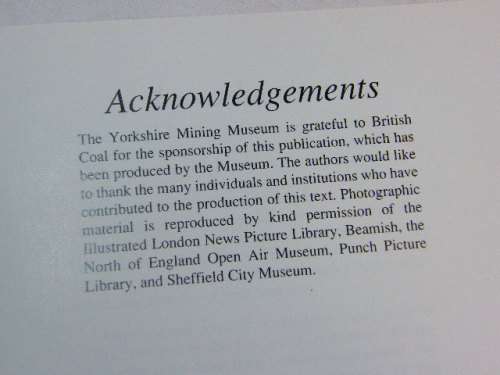 Acknowledgements
The Yorkshire Mining Museum is grateful to British
Coal for the sponsorship of this publication, which has
been produced by the Museum. The authors would like
to thank the many individuals and institutions who have
contributed to the production of this text. Photographic
material is reproduced by kind permission of the
Illustrated London News Picture Library, Beamish, the
North of England Open Air Museum, Punch Picture
Library, and Sheffield City Museum.